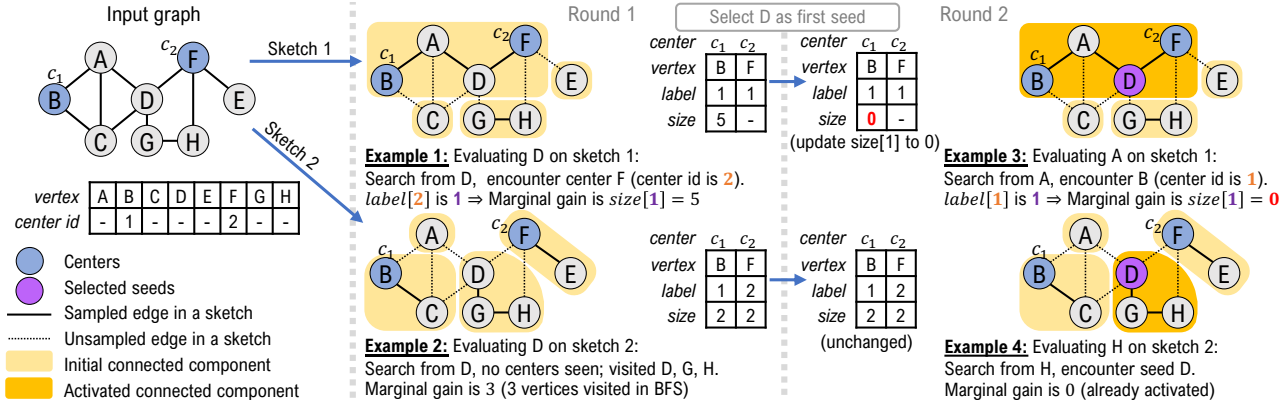 Input graph
Sketch 1
Sketch 2
c₁
c₂
A
F
B
D
E
C
G
H
vertex A B C D E F G H
center id - 1 - - - 2 - -
Centers
Selected seeds
Sampled edge in a sketch
Unsampled edge in a sketch
Initial connected component
Activated connected component
Round 1
Select D as first seed
Round 2
c₁
c₂
A
F
B
D
E
C
G
H
center c₁ c₂
vertex B F
label 1 1
size 5 -
center c₁ c₂
vertex B F
label 1 1
size 0 -
(update size[1] to 0)
Example 1: Evaluating D on sketch 1:
Search from D, encounter center F (center id is 2).
label[2] is 1 ⇒ Marginal gain is size[1] = 5
c₁
c₂
A
F
B
D
E
C
G
H
Example 3: Evaluating A on sketch 1:
Search from A, encounter B (center id is 1).
label[1] is 1 ⇒ Marginal gain is size[1] = 0
c₁
c₂
A
F
B
D
E
C
G
H
center c₁ c₂
vertex B F
label 1 2
size 2 2
center c₁ c₂
vertex B F
label 1 2
size 2 2
(unchanged)
Example 2: Evaluating D on sketch 2:
Search from D, no centers seen; visited D, G, H.
Marginal gain is 3 (3 vertices visited in BFS)
c₁
c₂
A
F
B
D
E
C
G
H
Example 4: Evaluating H on sketch 2:
Search from H, encounter seed D.
Marginal gain is 0 (already activated)